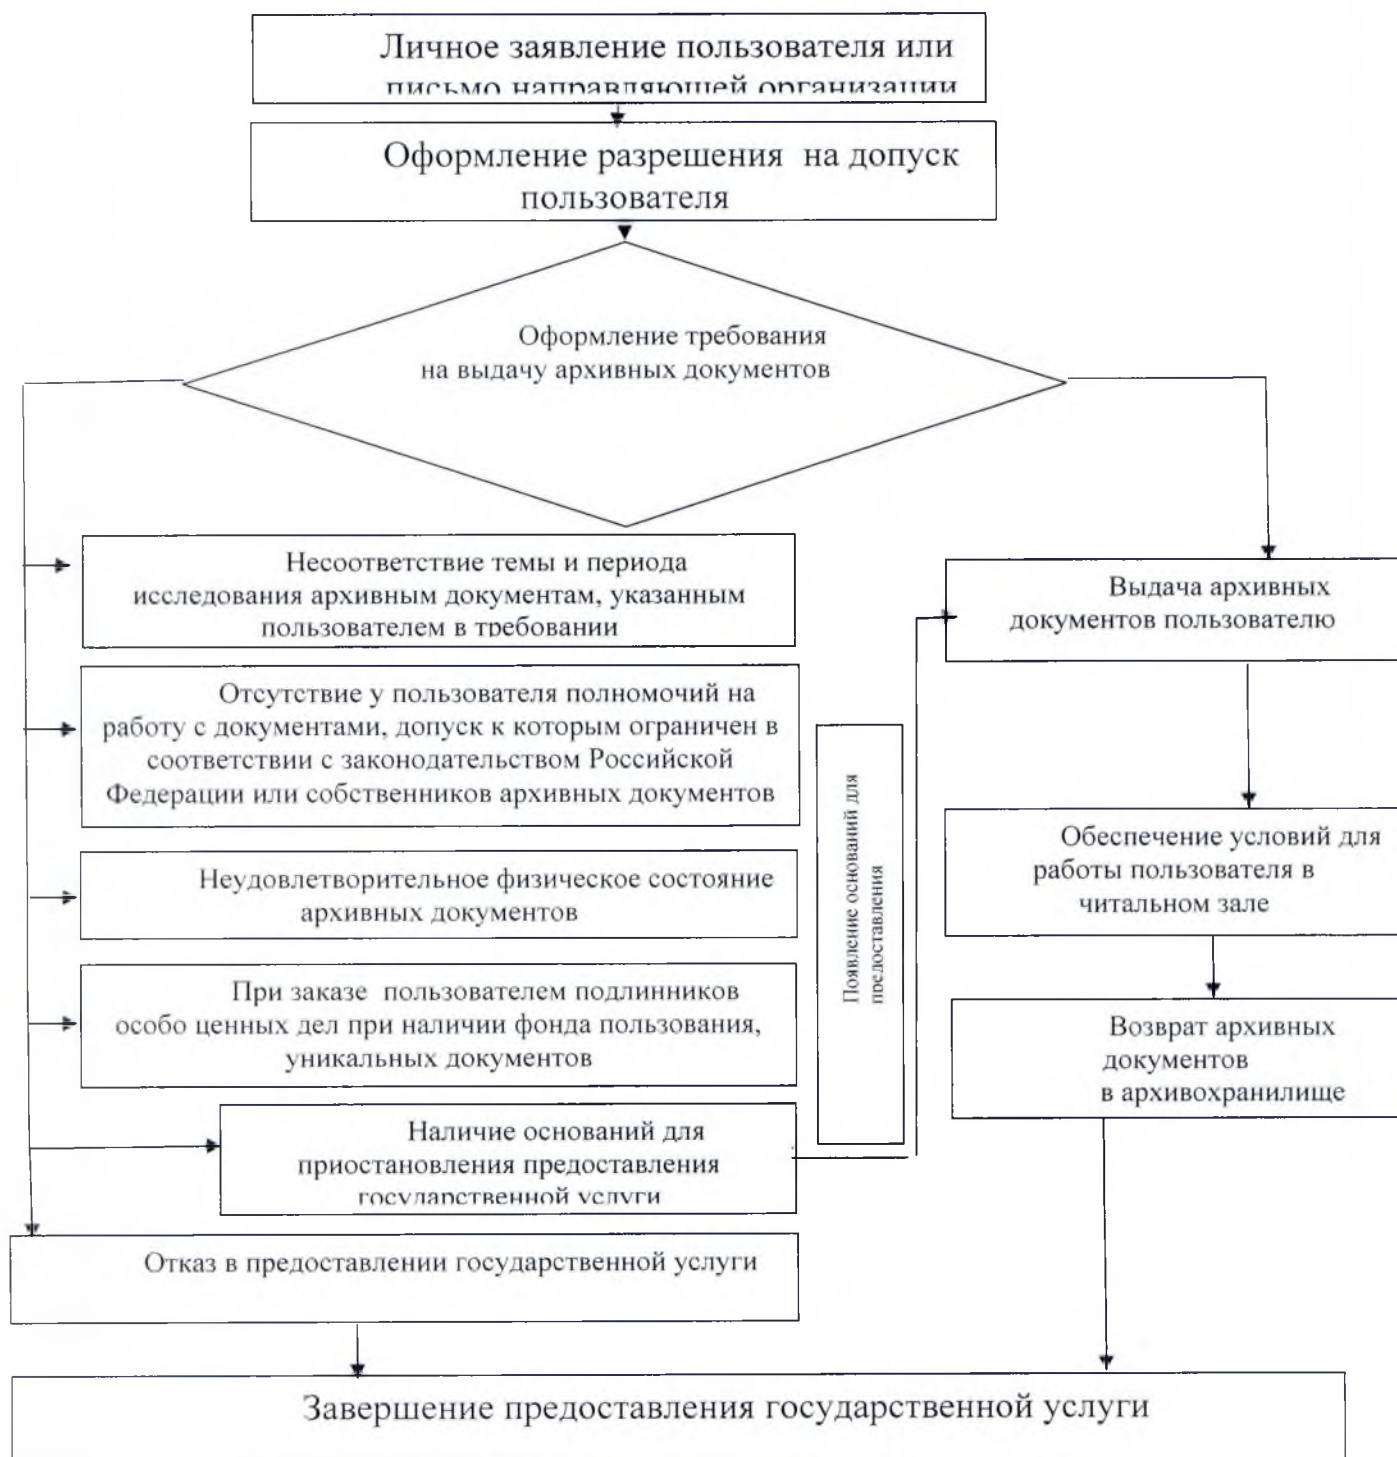 Личное заявление пользователя или
письмо направляющей организации
Оформление разрешения на допуск
пользователя
Оформление требования
на выдачу архивных документов
Несоответствие темы и периода
исследования архивным документам, указанным
пользователем в требовании
Отсутствие у пользователя полномочий на
работу с документами, допуск к которым ограничен в
соответствии с законодательством Российской
Федерации или собственников архивных документов
Неудовлетворительное физическое состояние
архивных документов
При заказе пользователем подлинников
особо ценных дел при наличии фонда пользования,
уникальных документов
Наличие оснований для
приостановления предоставления
государственной услуги
Отказ в предоставлении государственной услуги
Появление оснований для
предоставления
Выдача архивных
документов пользователю
Обеспечение условий для
работы пользователя в
читальном зале
Возврат архивных
документов
в архивохранилище
Завершение предоставления государственной услуги